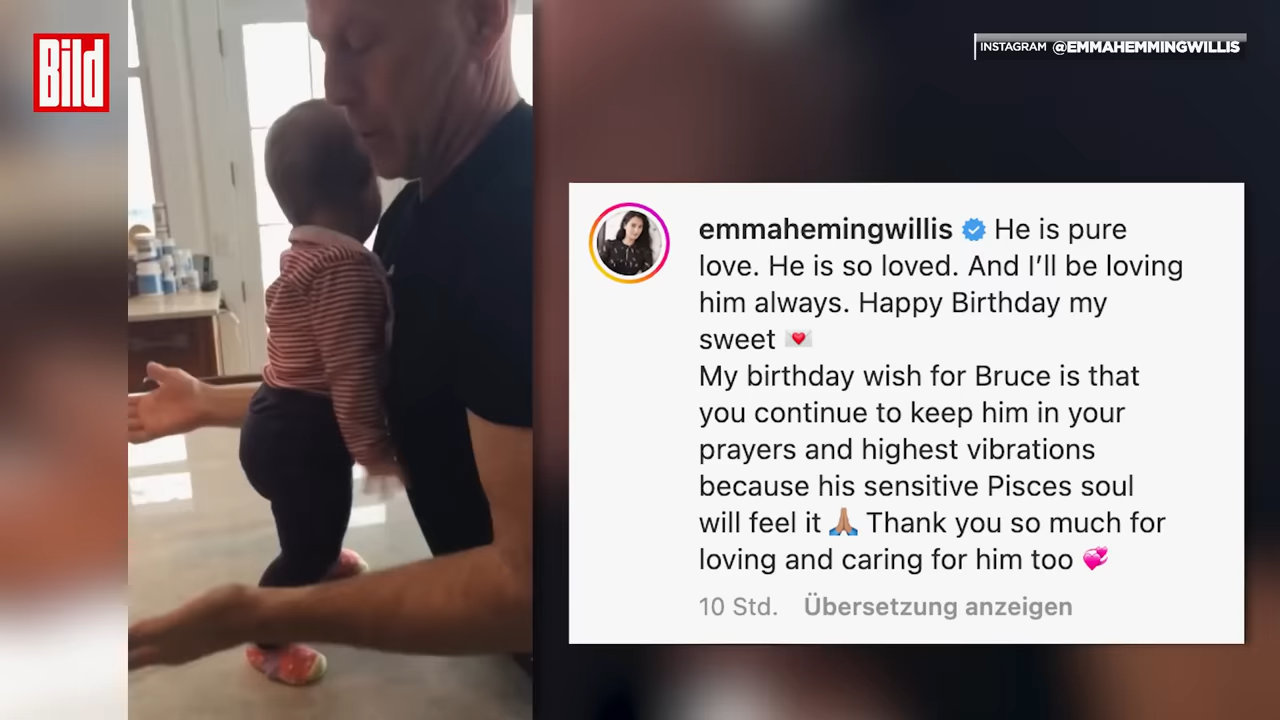 Bild
INSTAGRAM @EMMAHEMMINGWILLIS
emmahemingwillis He is pure
love. He is so loved. And I’ll be loving
him always. Happy Birthday my
sweet 💌
My birthday wish for Bruce is that
you continue to keep him in your
prayers and highest vibrations
because his sensitive Pisces soul
will feel it 🙏🏽 Thank you so much for
loving and caring for him too 💞
10 Std. Übersetzung anzeigen